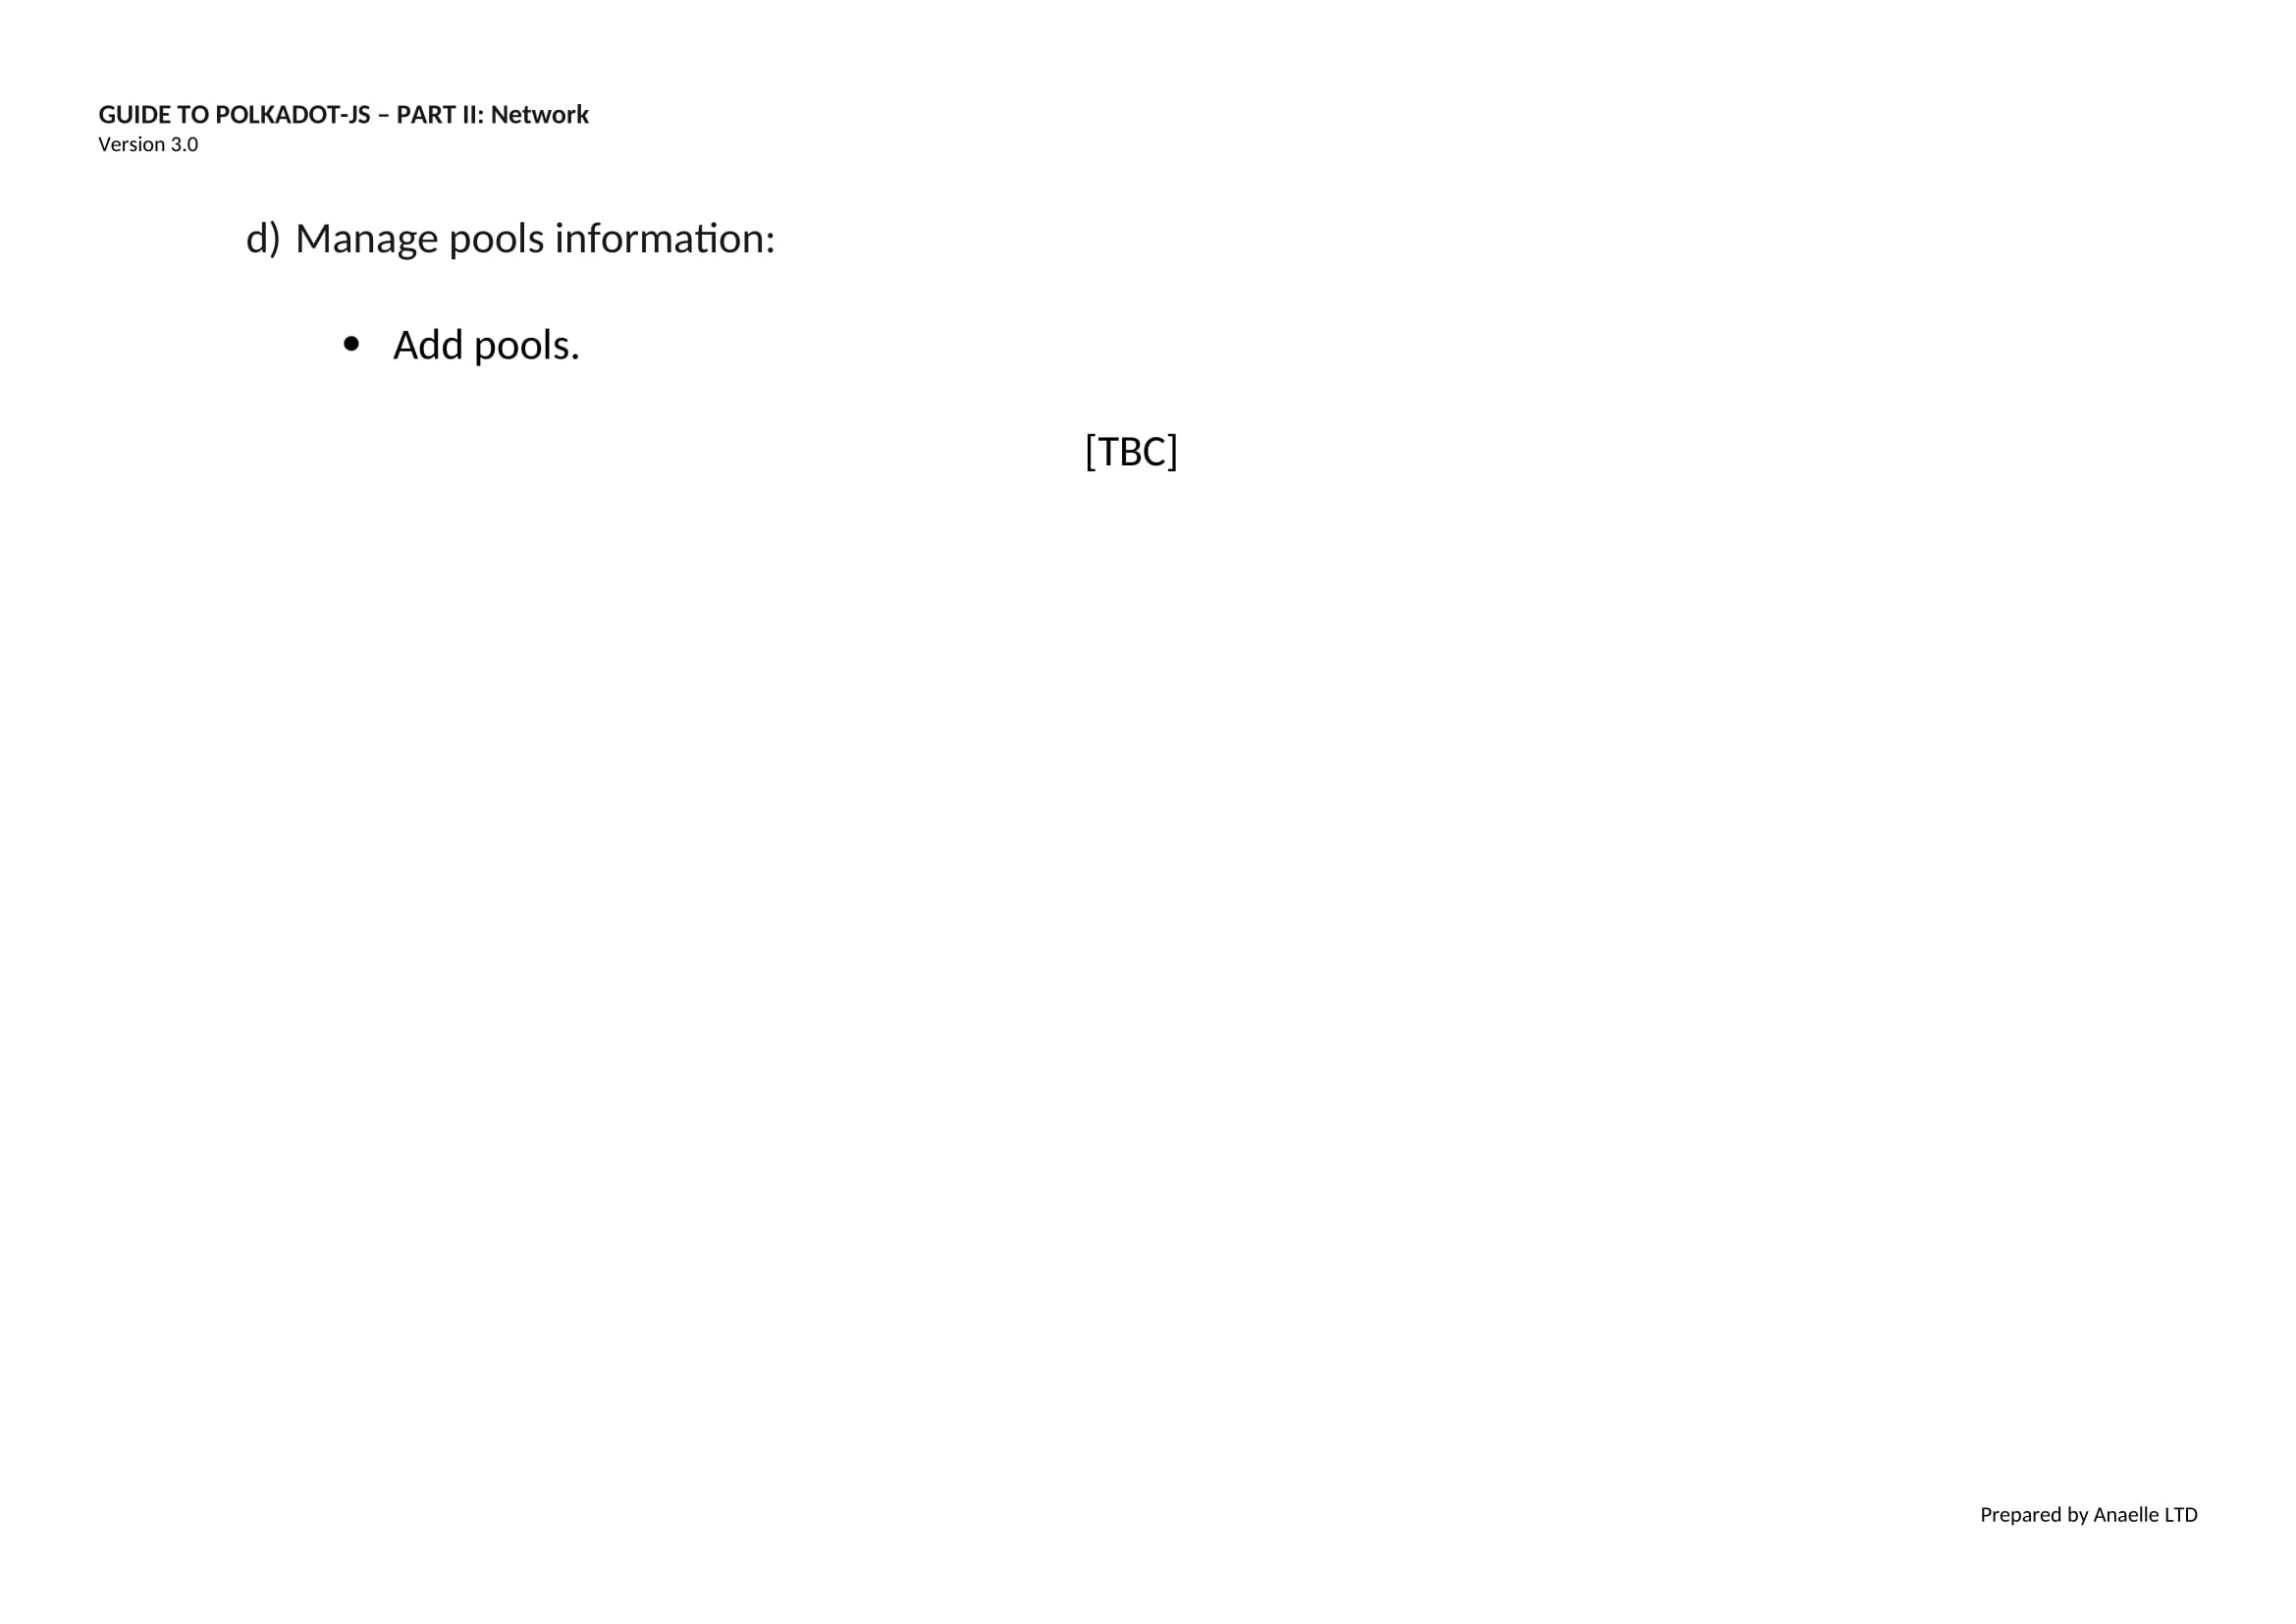 GUIDE TO POLKADOT-JS – PART II: Network
Version 3.0
d) Manage pools information:
• Add pools.
[TBC]
Prepared by Anaelle LTD